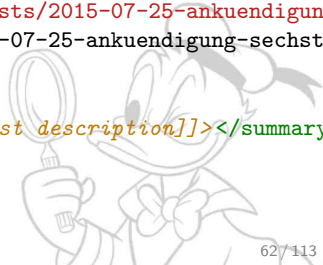 sts/2015-07-25-ankuendigun
-07-25-ankuendigung-sechst
st description]]></summary
62 / 113